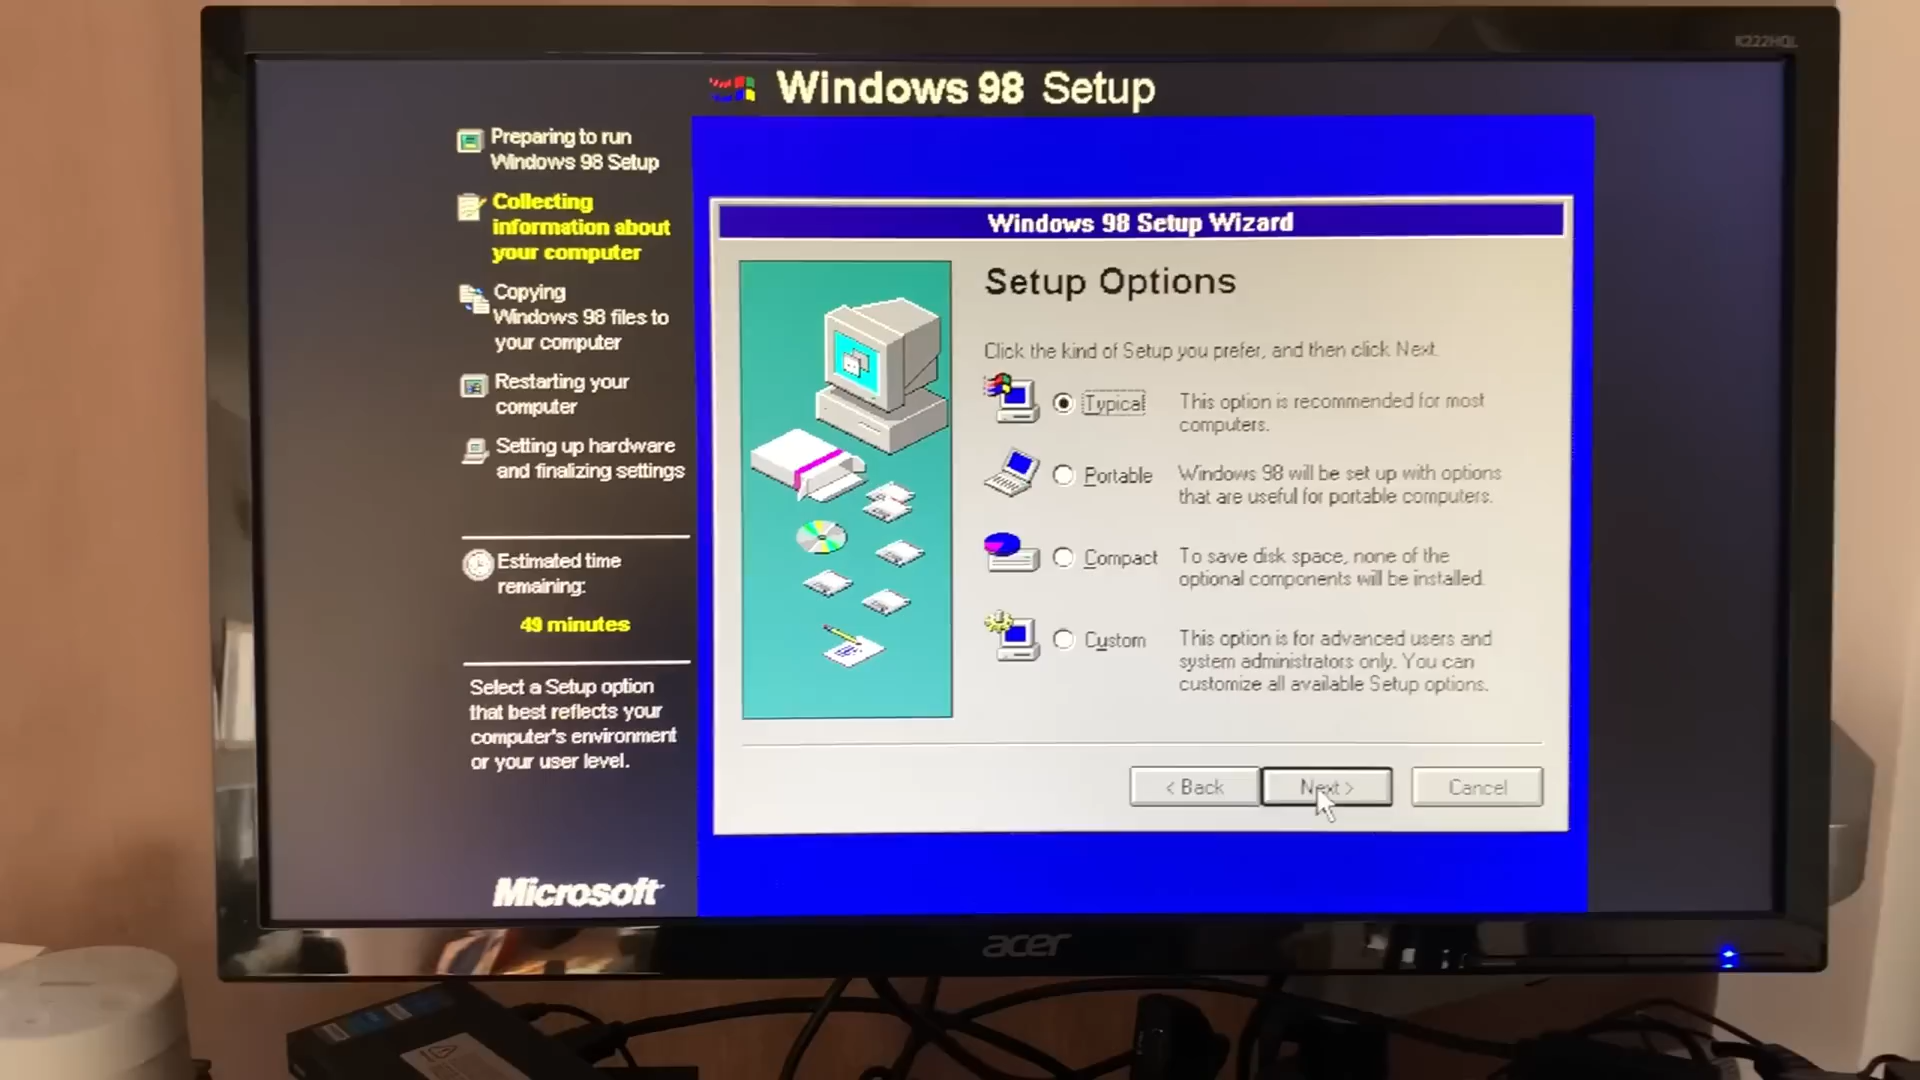 K222HQL
Windows 98 Setup
Preparing to run
Windows 98 Setup
Collecting
information about
your computer
Copying
Windows 98 files to
your computer
Restarting your
computer
Setting up hardware
and finalizing settings
Estimated time
remaining:
49 minutes
Select a Setup option
that best reflects your
computer's environment
or your user level.
Microsoft
Windows 98 Setup Wizard
Setup Options
Click the kind of Setup you prefer, and then click Next.
Typical
This option is recommended for most
computers.
Portable
Windows 98 will be set up with options
that are useful for portable computers.
Compact
To save disk space, none of the
optional components will be installed.
Custom
This option is for advanced users and
system administrators only. You can
customize all available Setup options.
< Back
Next >
Cancel
acer